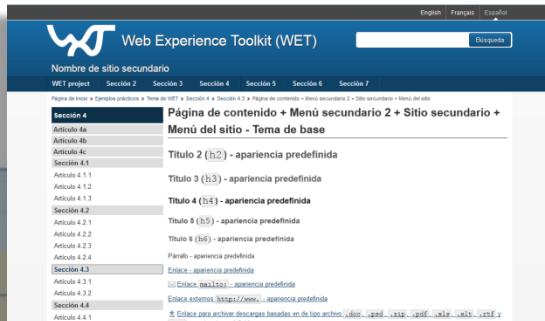 English Français Español
Web Experience Toolkit (WET)
Búsqueda
Nombre de sitio secundario
WET project Sección 2 Sección 3 Sección 4 Sección 5 Sección 6 Sección 7
Página de Inicio > Ejemplos prácticos > Tema de WET > Sección 4 > Sección 4.3 > Página de contenido + Menú secundario 2 - Sitio secundario + Menú del sitio
Sección 4
Artículo 4a
Artículo 4b
Artículo 4c
Sección 4.1
Artículo 4.1.1
Artículo 4.1.2
Artículo 4.1.3
Sección 4.2
Artículo 4.2.1
Artículo 4.2.2
Artículo 4.2.3
Artículo 4.2.4
Sección 4.3
Artículo 4.3.1
Artículo 4.3.2
Sección 4.4
Artículo 4.4.1
Página de contenido + Menú secundario 2 + Sitio secundario +
Menú del sitio - Tema de base
Título 2 (h2) - apariencia predefinida
Título 3 (h3) - apariencia predefinida
Título 4 (h4) - apariencia predefinida
Título 5 (h5) - apariencia predefinida
Título 6 (h6) - apariencia predefinida
Párrafo - apariencia predefinida
Enlace - apariencia predefinida
Enlace mailto: - apariencia predefinida
Enlace externos http://www. - apariencia predefinida
Enlace para archivar descargas basadas en de tipo archivo .doc, .psd, .zip, .pdf, .xls, .xlt, .rtf y